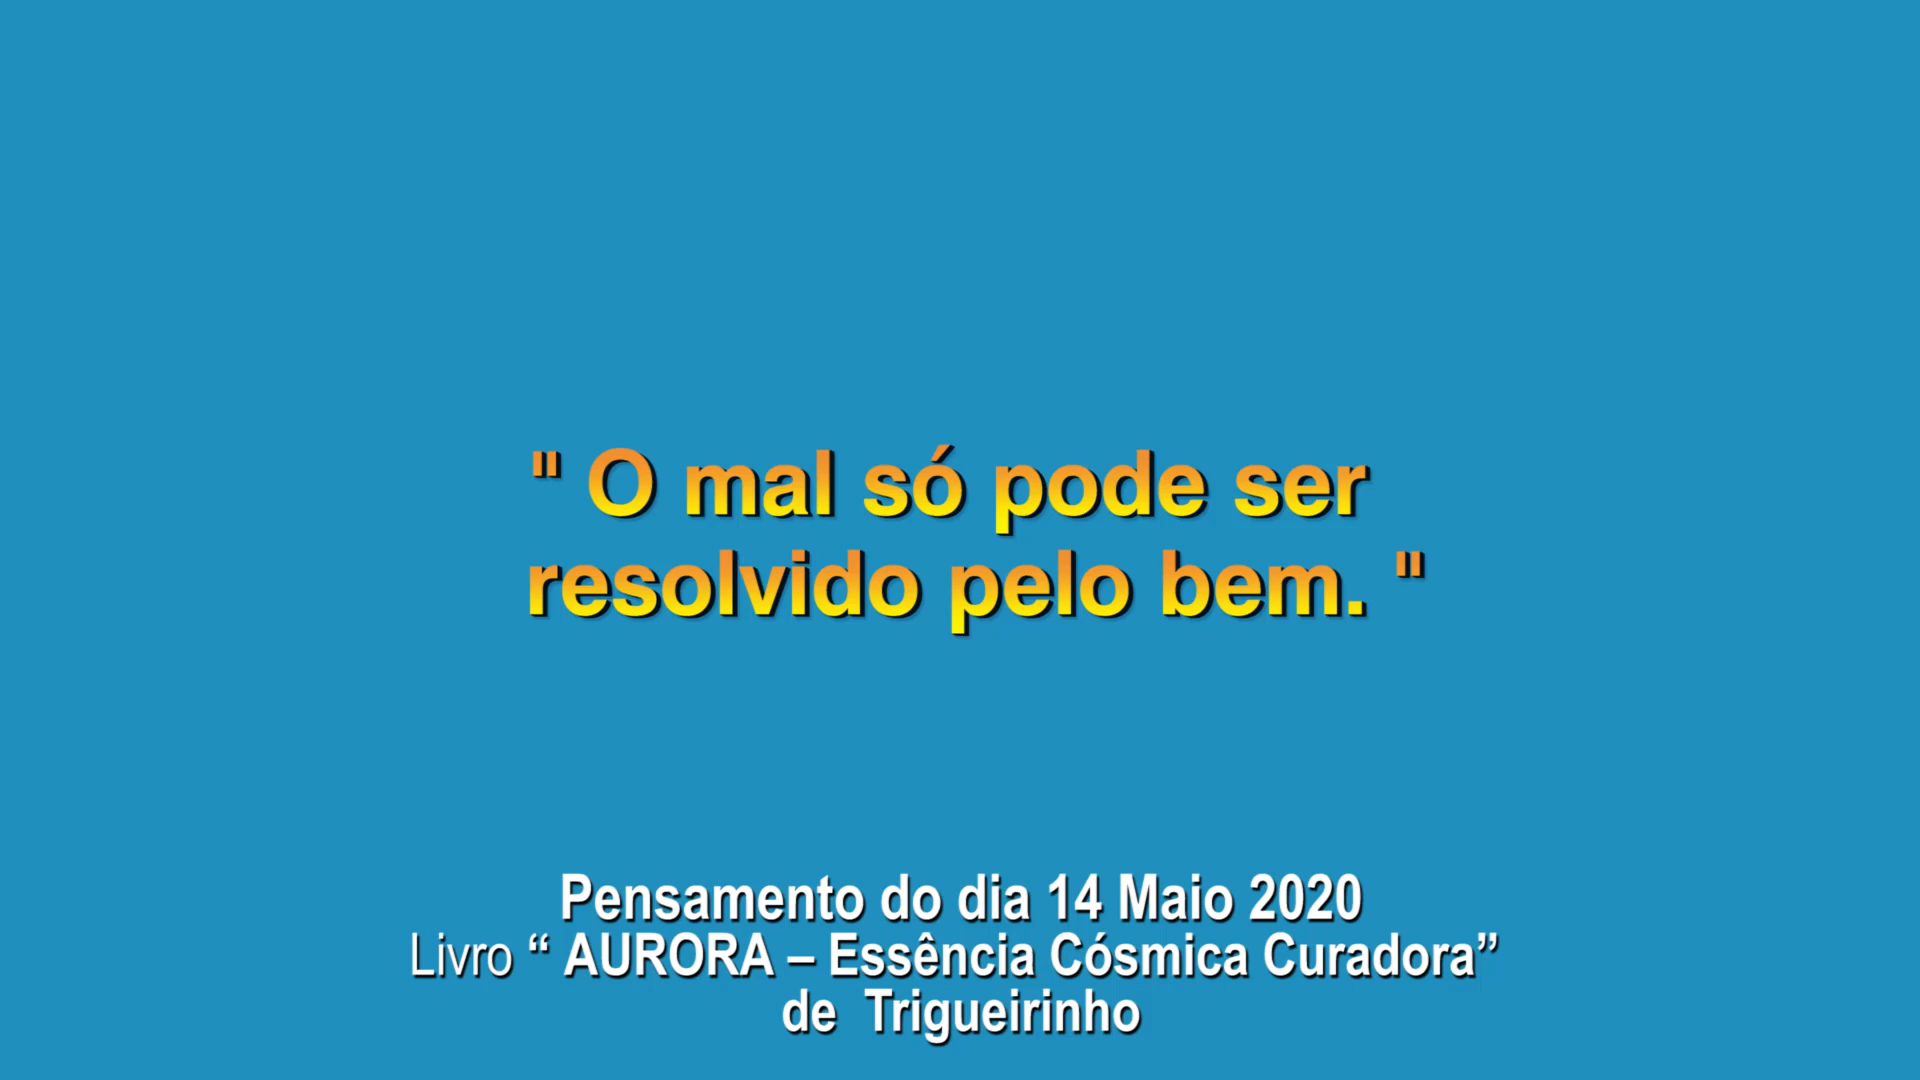 " O mal só pode ser
resolvido pelo bem. "
Pensamento do dia 14 Maio 2020
Livro “ AURORA – Essência Cósmica Curadora”
de Trigueirinho